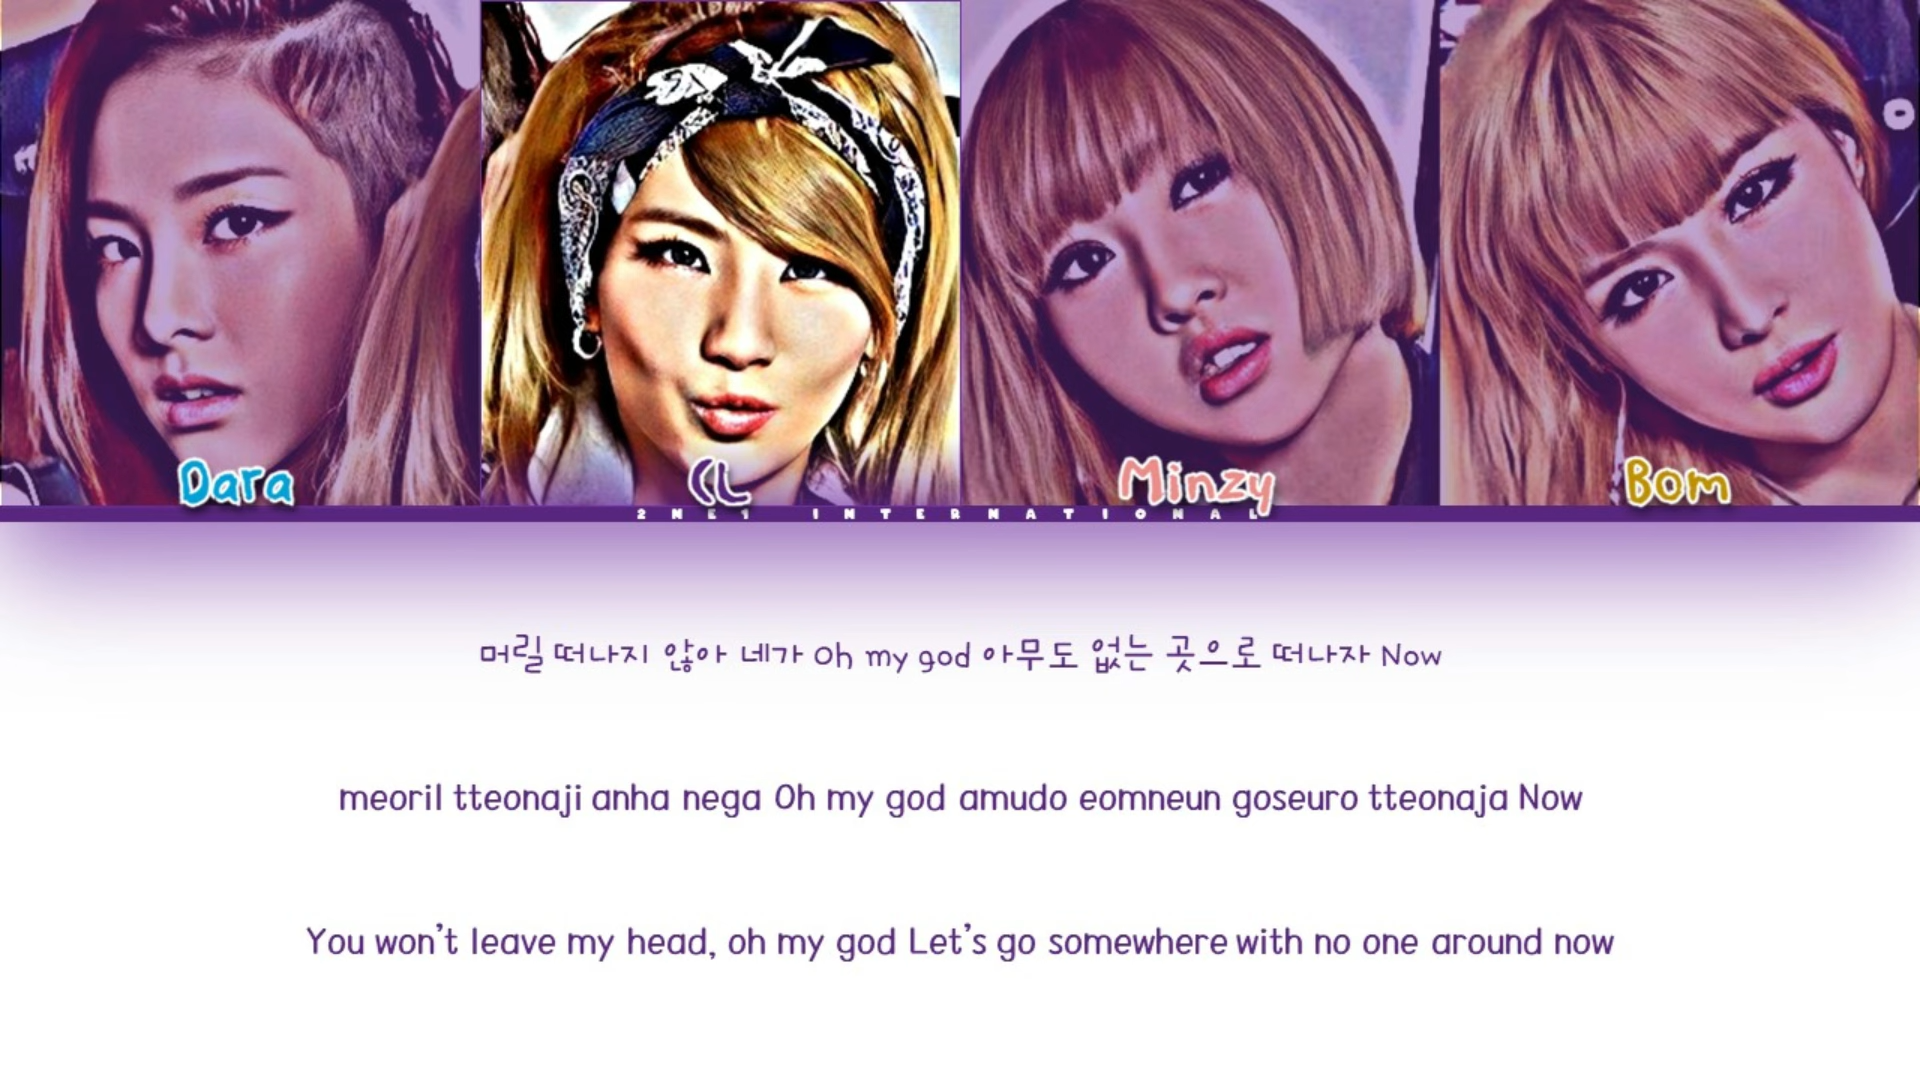 Dara CL Minzy Bom
2NE1 INTERNATIONAL
머릴 떠나지 않아 네가 Oh my god 아무도 없는 곳으로 떠나자 Now
meoril tteonaji anha nega Oh my god amudo eomneun goseuro tteonaja Now
You won't leave my head, oh my god Let's go somewhere with no one around now